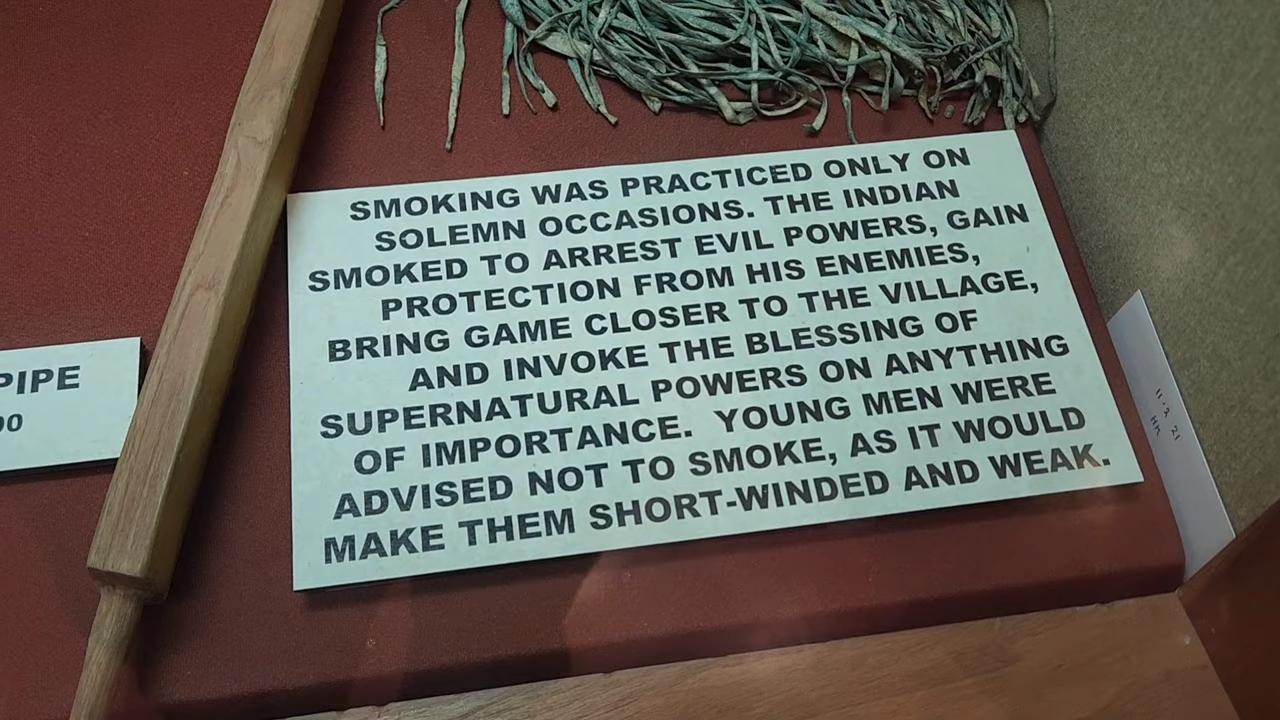 SMOKING WAS PRACTICED ONLY ON
SOLEMN OCCASIONS. THE INDIAN
SMOKED TO ARREST EVIL POWERS, GAIN
PROTECTION FROM HIS ENEMIES,
BRING GAME CLOSER TO THE VILLAGE,
AND INVOKE THE BLESSING OF
SUPERNATURAL POWERS ON ANYTHING
OF IMPORTANCE. YOUNG MEN WERE
ADVISED NOT TO SMOKE, AS IT WOULD
MAKE THEM SHORT-WINDED AND WEAK.
PIPE